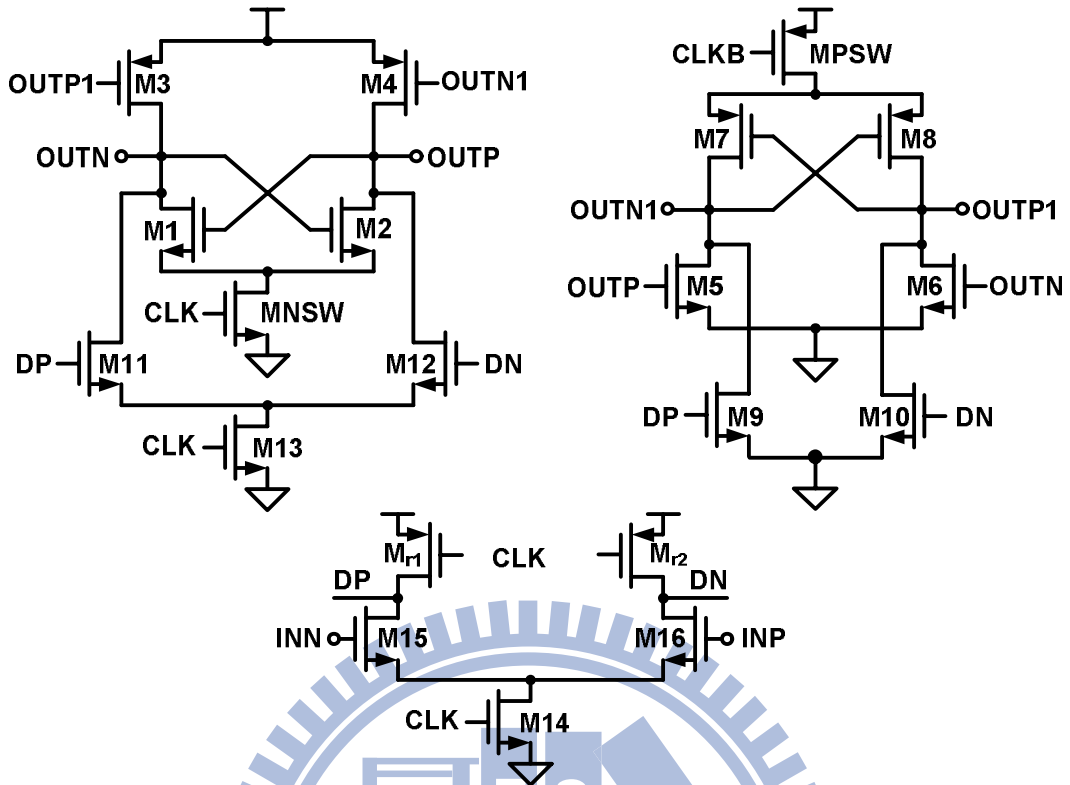 CLKB MPSW
OUTP1 M3 M4 OUTN1
M7 M8
OUTN OUTP
OUTN1 OUTP1
M1 M2
OUTP M5 M6 OUTN
CLK MNSW
DP M11 M12 DN
DP M9 M10 DN
CLK M13
Mr1 CLK Mr2
DP DN
INN M15 M16 INP
CLK M14